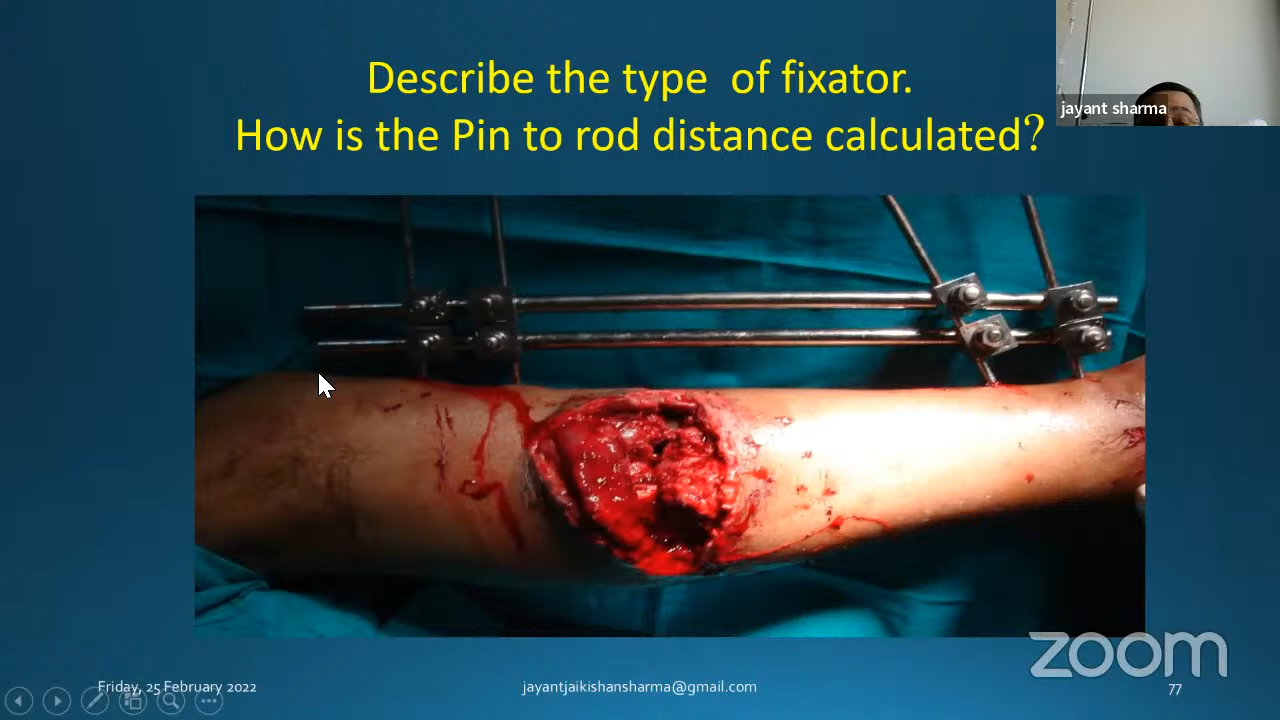 Describe the type of fixator.
How is the Pin to rod distance calculated?
jayant sharma
zoom
Friday, 25 February 2022
jayantjaikishansharma@gmail.com
77